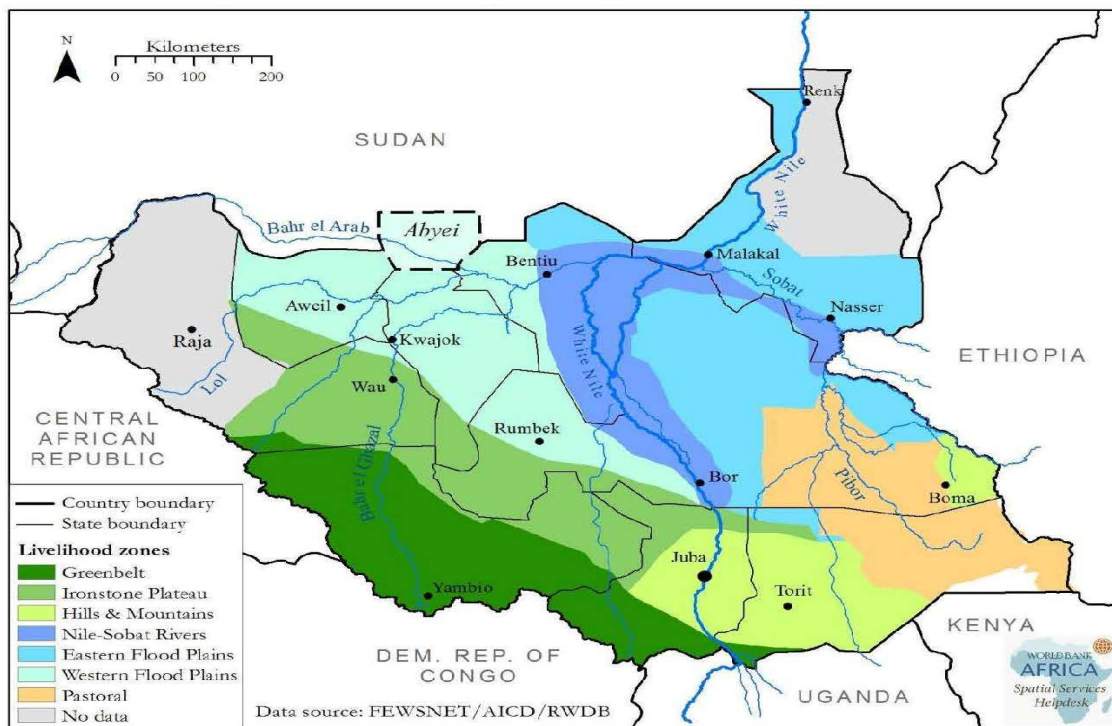 N
Kilometers
0 50 100 200
SUDAN
Renk
White Nile
Bahr el Arab
Abyei
Bentiu
Malakal
Sobat
Nasser
Aweil
Kwajok
Raja
Lol
White Nile
ETHIOPIA
Wau
CENTRAL
AFRICAN
REPUBLIC
Rumbek
Bahr el Ghazal
Bor
Pibor
Boma
Country boundary
State boundary
Livelihood zones
Greenbelt
Ironstone Plateau
Hills & Mountains
Nile-Sobat Rivers
Eastern Flood Plains
Western Flood Plains
Pastoral
No data
Juba
Yambio
Torit
KENYA
DEM. REP. OF
CONGO
UGANDA
Data source: FEWSNET/AICD/RWDB
WORLD BANK
AFRICA
Spatial Services
Helpdesk